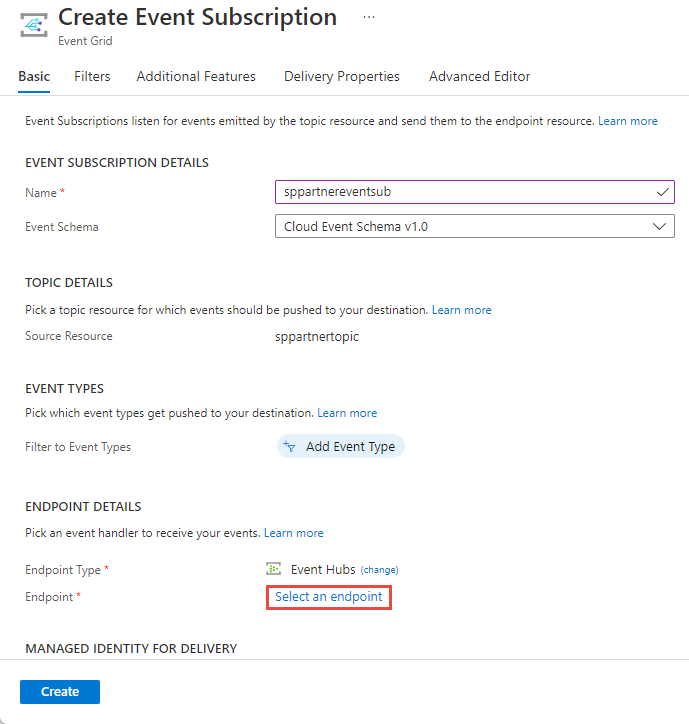 Create Event Subscription ...
Event Grid
Basic Filters Additional Features Delivery Properties Advanced Editor
Event Subscriptions listen for events emitted by the topic resource and send them to the endpoint resource. Learn more
EVENT SUBSCRIPTION DETAILS
Name * sppartnereventsub
Event Schema Cloud Event Schema v1.0
TOPIC DETAILS
Pick a topic resource for which events should be pushed to your destination. Learn more
Source Resource sppartnertopic
EVENT TYPES
Pick which event types get pushed to your destination. Learn more
Filter to Event Types Add Event Type
ENDPOINT DETAILS
Pick an event handler to receive your events. Learn more
Endpoint Type * Event Hubs (change)
Endpoint * Select an endpoint
MANAGED IDENTITY FOR DELIVERY
Create